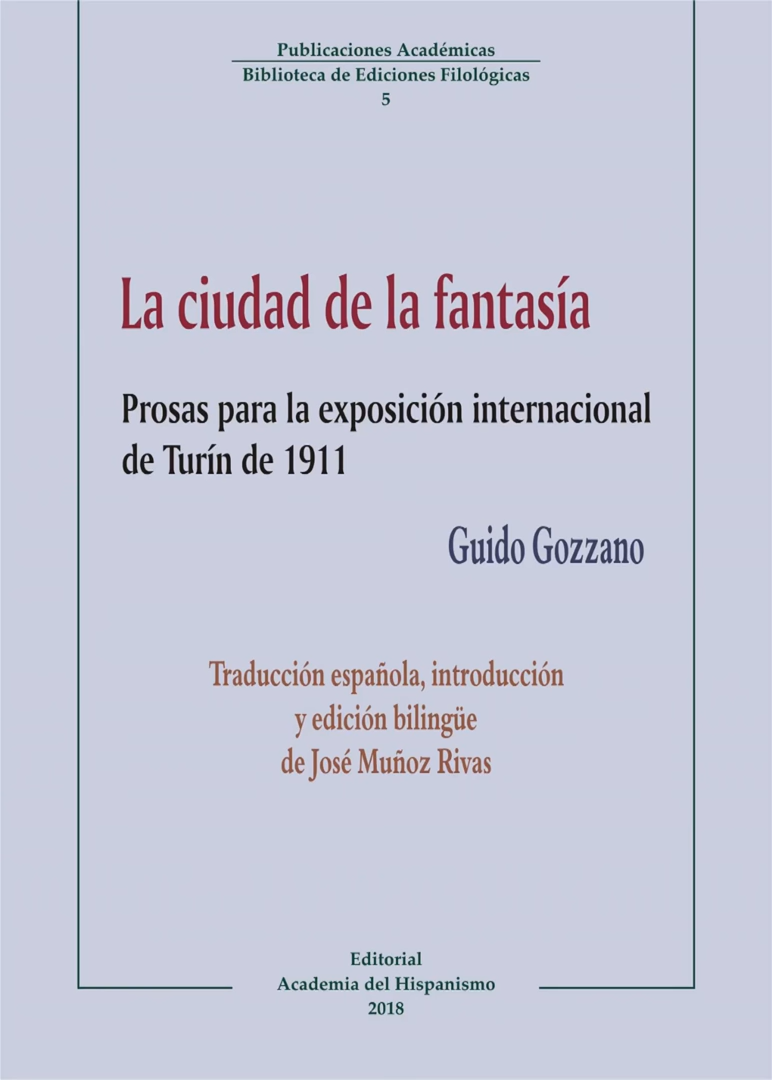 Publicaciones Académicas
Biblioteca de Ediciones Filológicas
5
La ciudad de la fantasía
Prosas para la exposición internacional
de Turín de 1911
Guido Gozzano
Traducción española, introducción
y edición bilingüe
de José Muñoz Rivas
Editorial
Academia del Hispanismo
2018